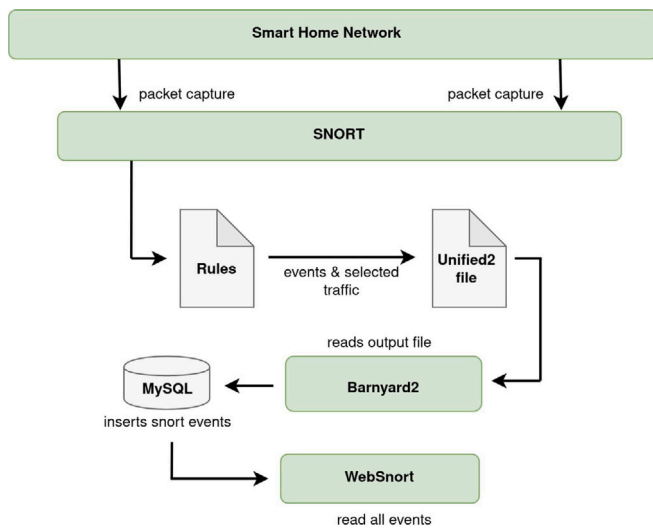 Smart Home Network
packet capture
packet capture
SNORT
Rules
events & selected
traffic
Unified2
file
reads output file
Barnyard2
MySQL
inserts snort events
WebSnort
read all events